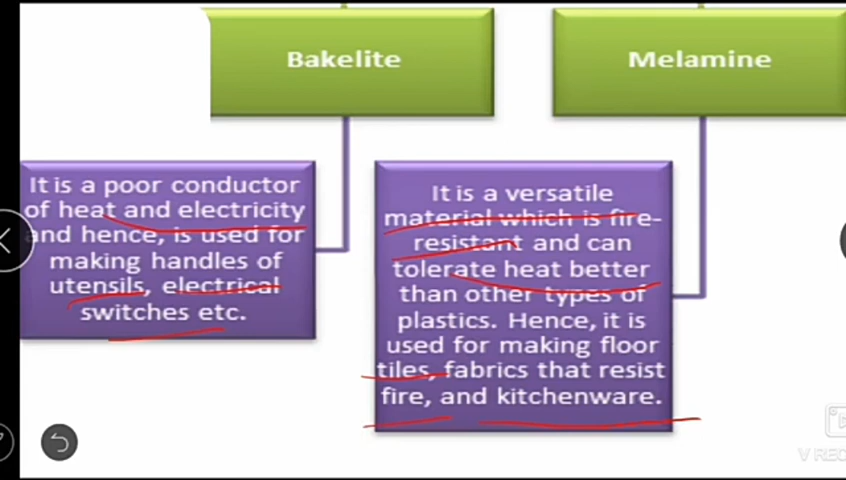 Bakelite
Melamine
It is a poor conductor
of heat and electricity
and hence, is used for
making handles of
utensils, electrical
switches etc.
It is a versatile
material which is fire-
resistant and can
tolerate heat better
than other types of
plastics. Hence, it is
used for making floor
tiles, fabrics that resist
fire, and kitchenware.
V REC